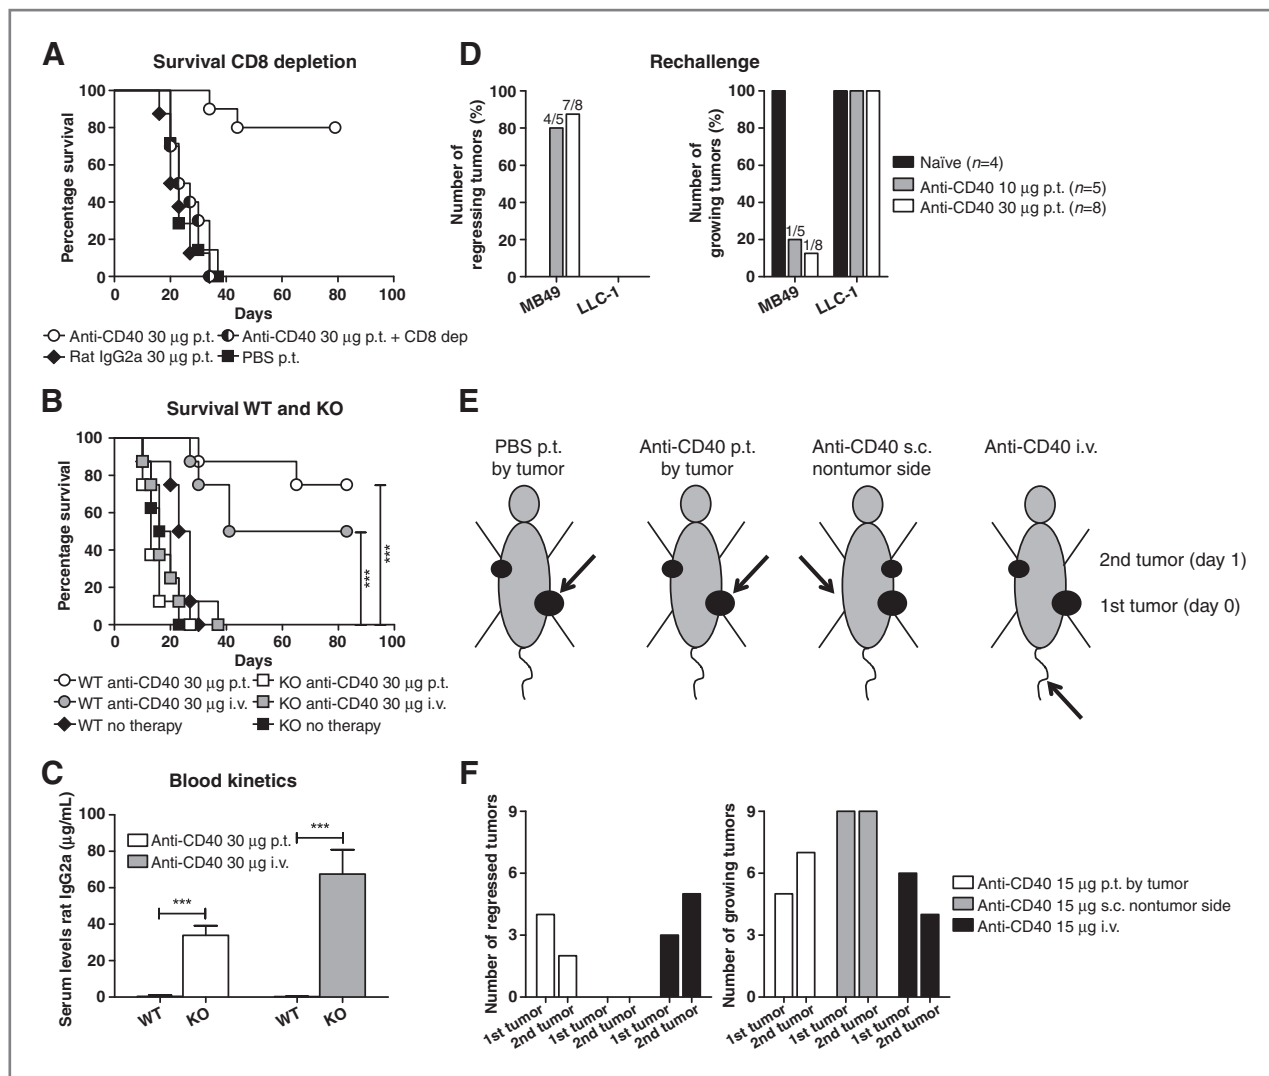 A
Survival CD8 depletion
Percentage survival
100
80
60
40
20
0
0 20 40 60 80 100
Days
Anti-CD40 30 μg p.t. Anti-CD40 30 μg p.t. + CD8 dep
Rat IgG2a 30 μg p.t. PBS p.t.
B
Survival WT and KO
Percentage survival
100
80
60
40
20
0
0 20 40 60 80 100
Days
***
***
WT anti-CD40 30 μg p.t. KO anti-CD40 30 μg p.t.
WT anti-CD40 30 μg i.v. KO anti-CD40 30 μg i.v.
WT no therapy KO no therapy
C
Blood kinetics
Serum levels rat IgG2a (μg/mL)
100
80
60
40
20
0
Anti-CD40 30 μg p.t.
Anti-CD40 30 μg i.v.
***
***
WT KO WT KO
D
Rechallenge
Number of
regressing tumors (%)
100
80
60
40
20
0
4/5 7/8
MB49 LLC-1
Number of
growing tumors (%)
100
80
60
40
20
0
1/5 1/8
MB49 LLC-1
Naïve (n=4)
Anti-CD40 10 μg p.t. (n=5)
Anti-CD40 30 μg p.t. (n=8)
E
PBS p.t.
by tumor
Anti-CD40 p.t.
by tumor
Anti-CD40 s.c.
nontumor side
Anti-CD40 i.v.
2nd tumor (day 1)
1st tumor (day 0)
F
Number of regressed tumors
9
6
3
0
1st tumor 2nd tumor 1st tumor 2nd tumor 1st tumor 2nd tumor
Number of growing tumors
9
6
3
0
1st tumor 2nd tumor 1st tumor 2nd tumor 1st tumor 2nd tumor
Anti-CD40 15 μg p.t. by tumor
Anti-CD40 15 μg s.c. nontumor side
Anti-CD40 15 μg i.v.